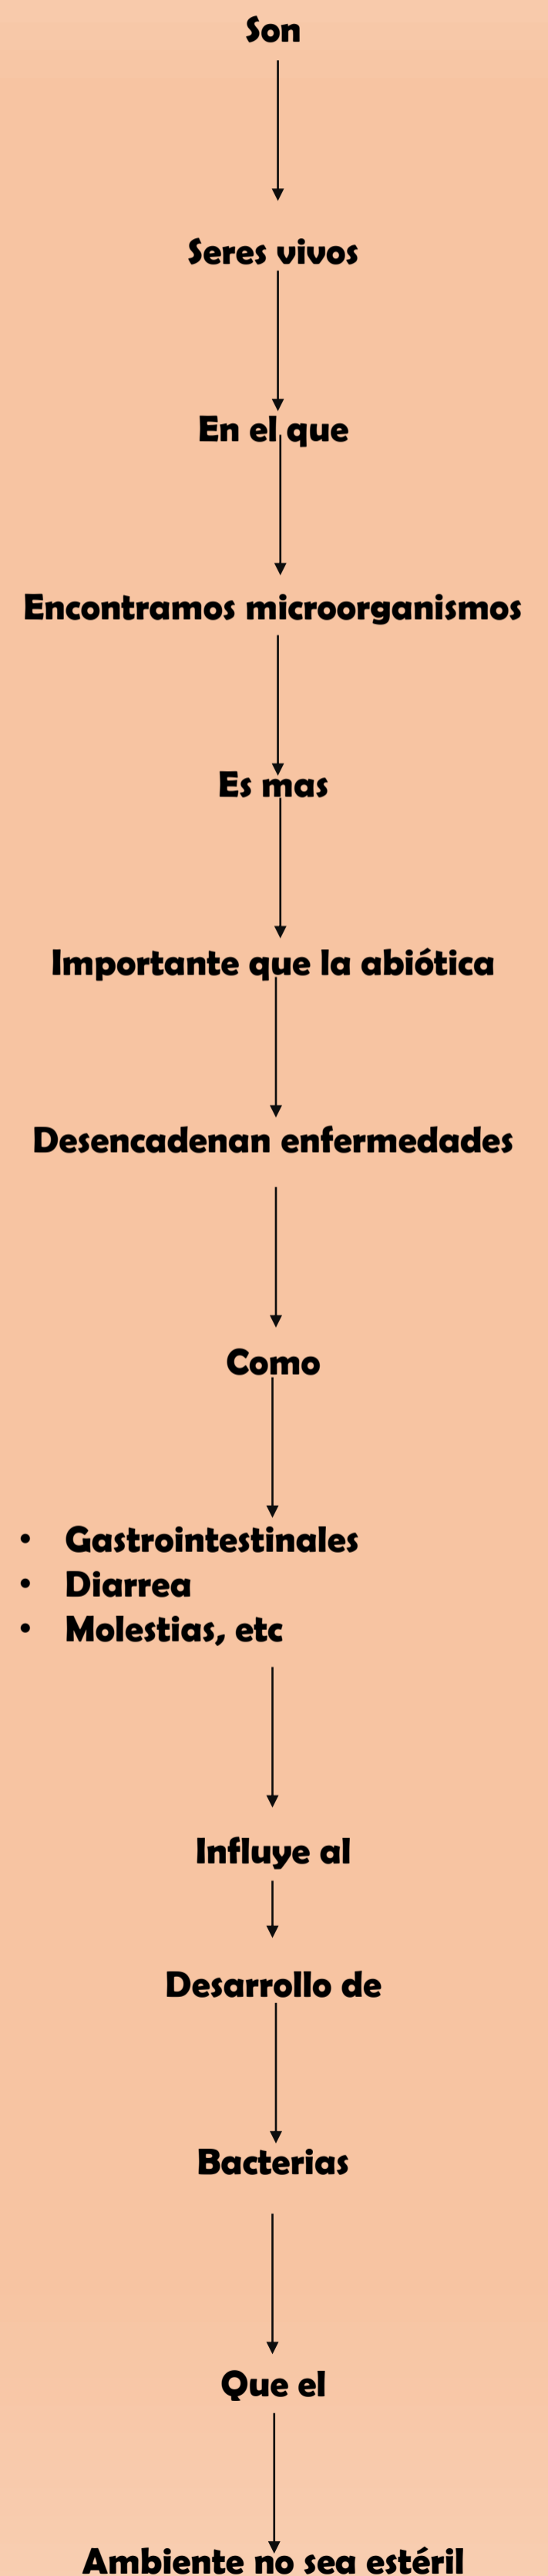 Son
Seres vivos
En el que
Encontramos microorganismos
Es mas
Importante que la abiótica
Desencadenan enfermedades
Como
• Gastrointestinales
• Diarrea
• Molestias, etc
Influye al
Desarrollo de
Bacterias
Que el
Ambiente no sea estéril